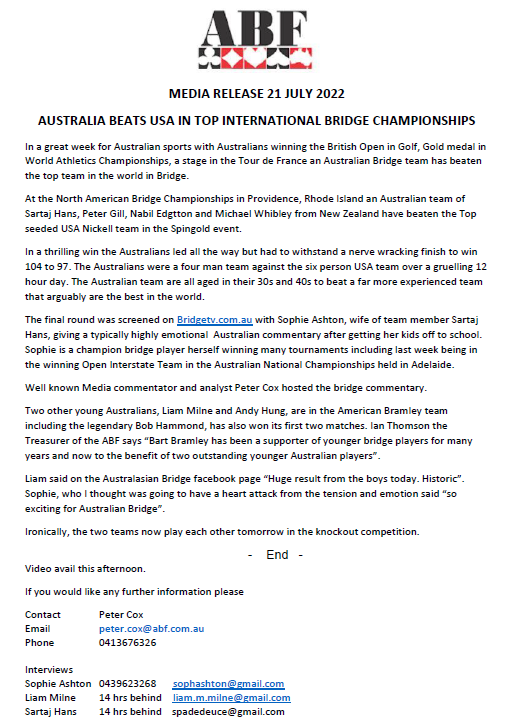 ABF
MEDIA RELEASE 21 JULY 2022
AUSTRALIA BEATS USA IN TOP INTERNATIONAL BRIDGE CHAMPIONSHIPS
In a great week for Australian sports with Australians winning the British Open in Golf, Gold medal in
World Athletics Championships, a stage in the Tour de France an Australian Bridge team has beaten
the top team in the world in Bridge.
At the North American Bridge Championships in Providence, Rhode Island an Australian team of
Sartaj Hans, Peter Gill, Nabil Edgtton and Michael Whibley from New Zealand have beaten the Top
seeded USA Nickell team in the Spingold event.
In a thrilling win the Australians led all the way but had to withstand a nerve wracking finish to win
104 to 97. The Australians were a four man team against the six person USA team over a gruelling 12
hour day. The Australian team are all aged in their 30s and 40s to beat a far more experienced team
that arguably are the best in the world.
The final round was screened on Bridgetv.com.au with Sophie Ashton, wife of team member Sartaj
Hans, giving a typically highly emotional Australian commentary after getting her kids off to school.
Sophie is a champion bridge player herself winning many tournaments including last week being in
the winning Open Interstate Team in the Australian National Championships held in Adelaide.
Well known Media commentator and analyst Peter Cox hosted the bridge commentary.
Two other young Australians, Liam Milne and Andy Hung, are in the American Bramley team
including the legendary Bob Hammond, has also won its first two matches. Ian Thomson the
Treasurer of the ABF says “Bart Bramley has been a supporter of younger bridge players for many
years and now to the benefit of two outstanding younger Australian players”.
Liam said on the Australasian Bridge facebook page “Huge result from the boys today. Historic”.
Sophie, who I thought was going to have a heart attack from the tension and emotion said “so
exciting for Australian Bridge”.
Ironically, the two teams now play each other tomorrow in the knockout competition.
- End -
Video avail this afternoon.
If you would like any further information please
Contact Peter Cox
Email peter.cox@abf.com.au
Phone 0413676326
Interviews
Sophie Ashton 0439623268 sophashton@gmail.com
Liam Milne 14 hrs behind liam.m.milne@gmail.com
Sartaj Hans 14 hrs behind spadedeuce@gmail.com